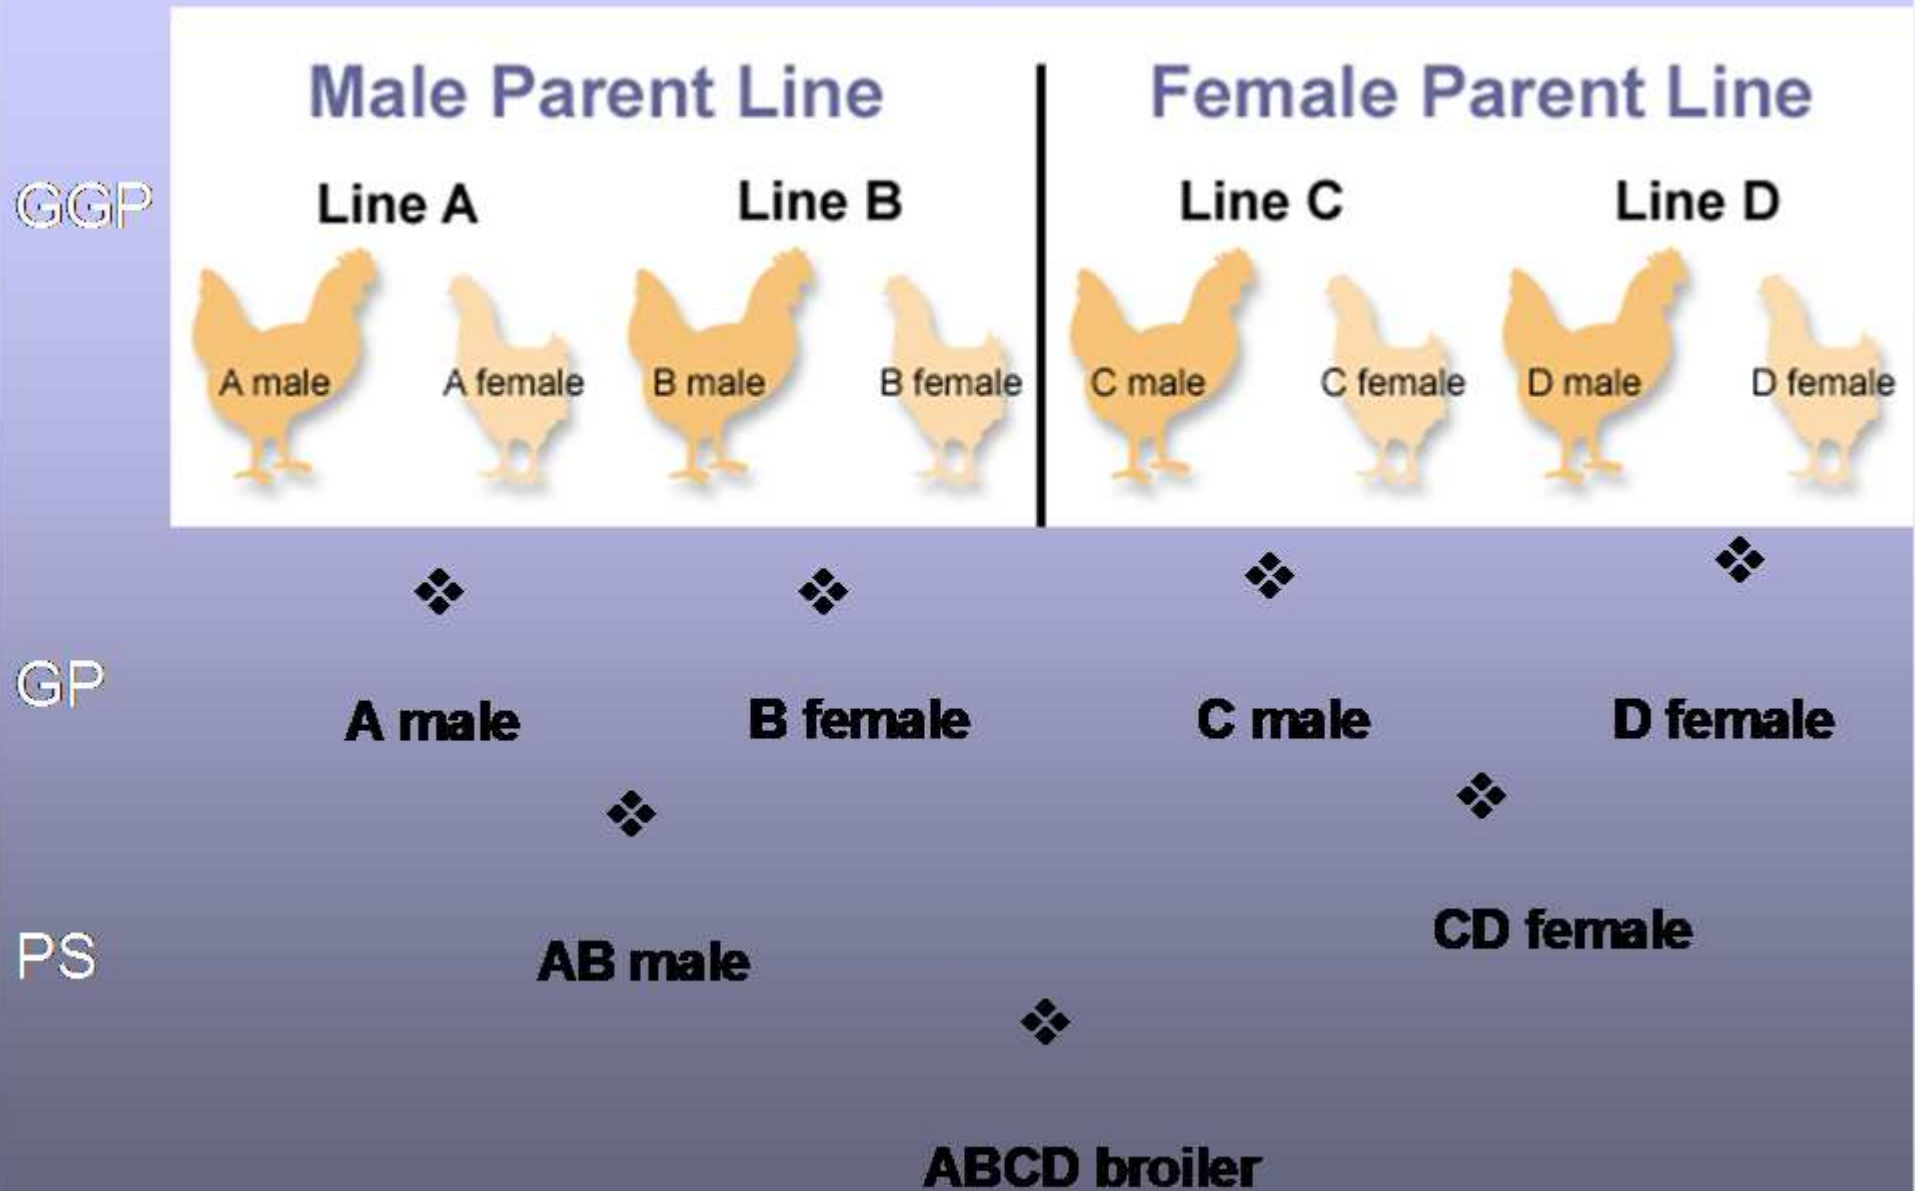 Male Parent Line
Female Parent Line
GGP
Line A
Line B
Line C
Line D
A male
A female
B male
B female
C male
C female
D male
D female
GP
A male
B female
C male
D female
PS
AB male
CD female
ABCD broiler